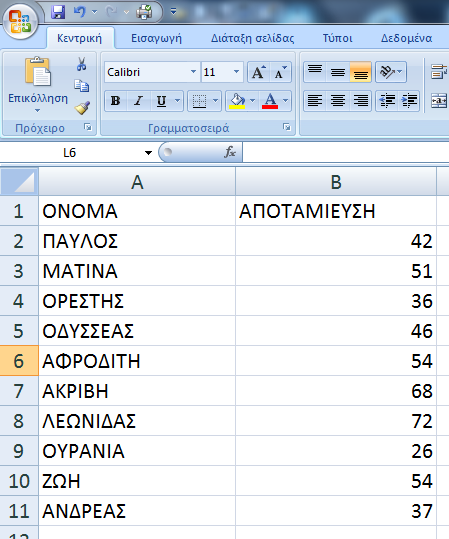 Κεντρική Εισαγωγή Διάταξη σελίδας Τύποι Δεδομένα
Calibri 11 A A
Επικόλληση
B I U A
Πρόχειρο Γραμματοσειρά
L6 fx
A B
1 ΟΝΟΜΑ ΑΠΟΤΑΜΙΕΥΣΗ
2 ΠΑΥΛΟΣ 42
3 ΜΑΤΙΝΑ 51
4 ΟΡΕΣΤΗΣ 36
5 ΟΔΥΣΣΕΑΣ 46
6 ΑΦΡΟΔΙΤΗ 54
7 ΑΚΡΙΒΗ 68
8 ΛΕΩΝΙΔΑΣ 72
9 ΟΥΡΑΝΙΑ 26
10 ΖΩΗ 54
11 ΑΝΔΡΕΑΣ 37